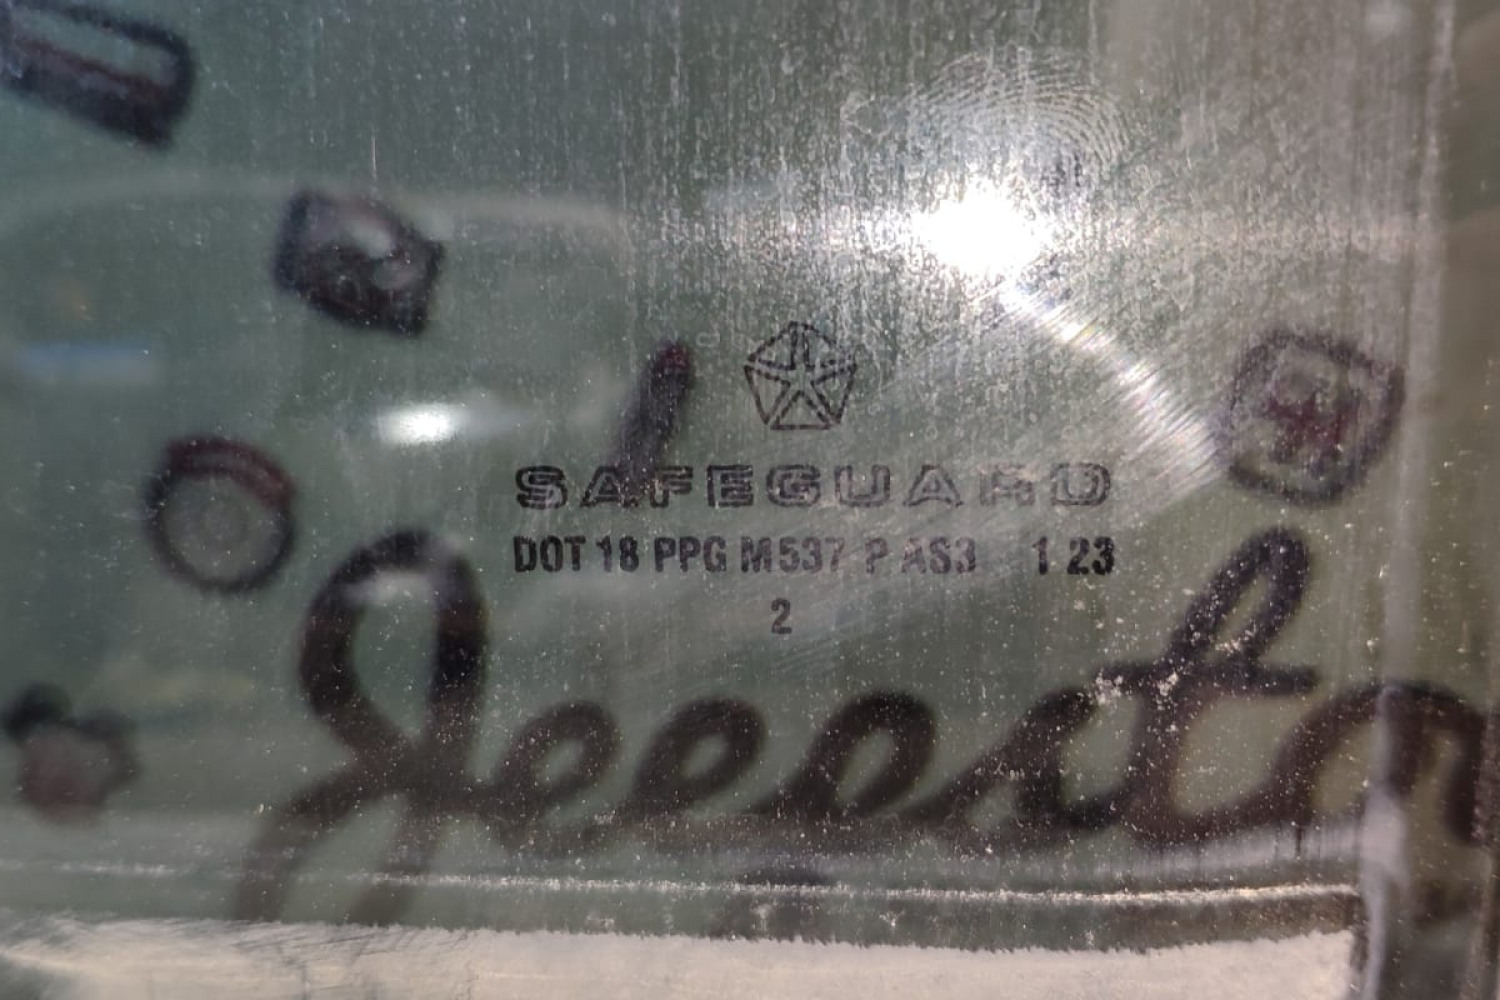 SAFEGUARD
DOT 18 PPG M537 P AS3 1 23
2
Jeepster